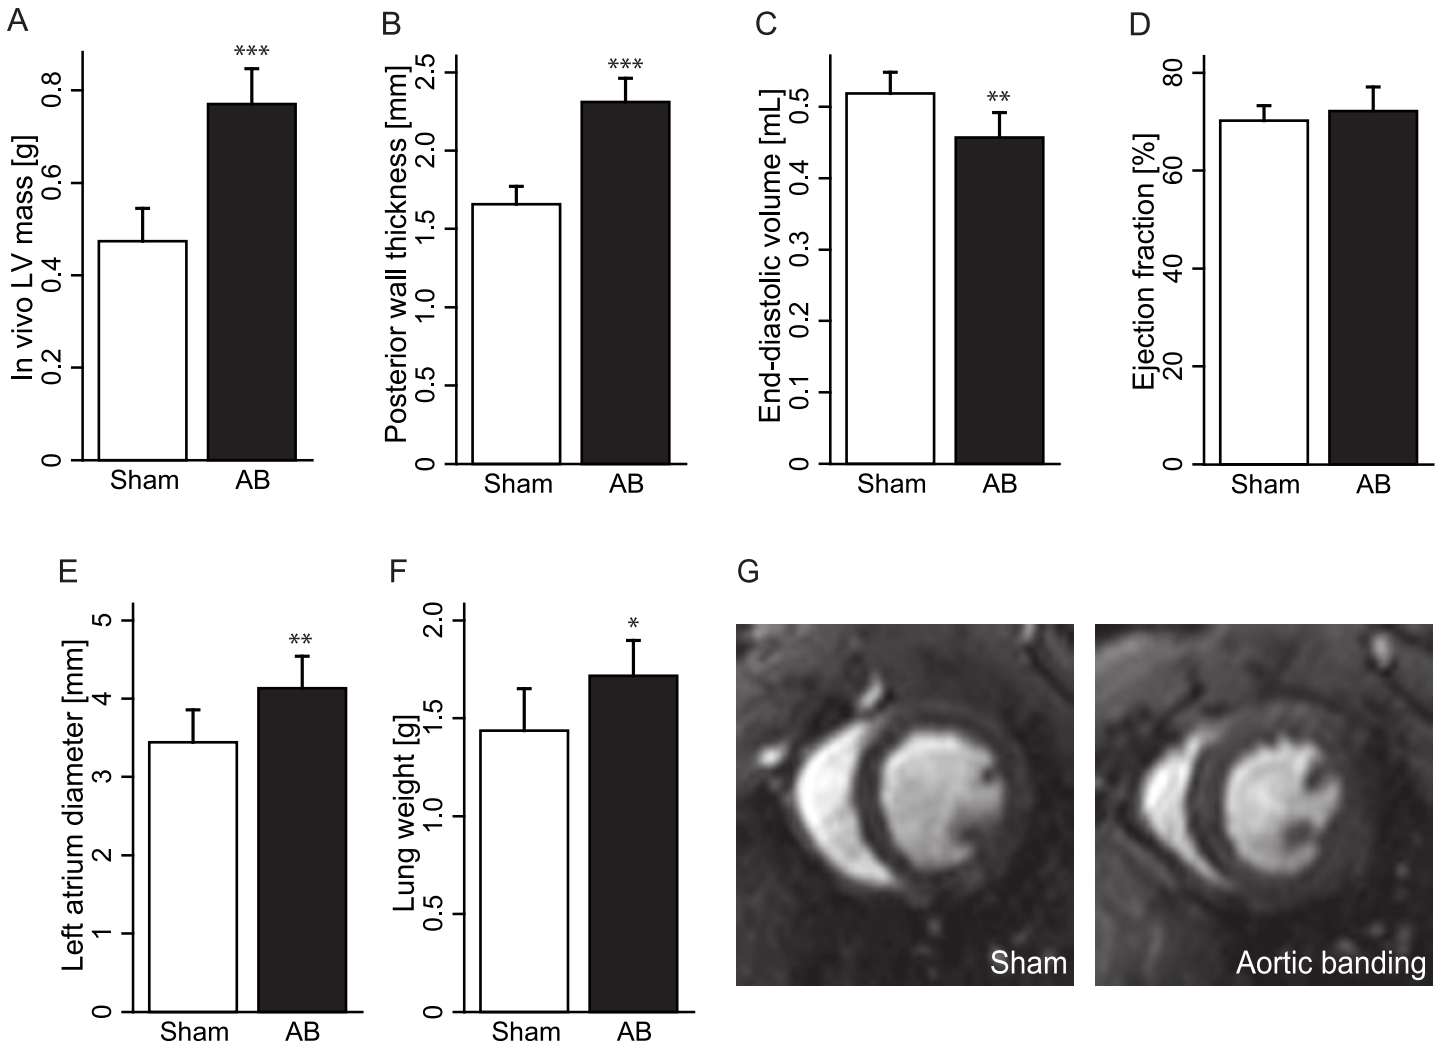 A
In vivo LV mass [g]
0.8
0.6
0.4
0.2
0
***
Sham
AB
B
Posterior wall thickness [mm]
2.5
2.0
1.5
1.0
0.5
0
***
Sham
AB
C
End-diastolic volume [mL]
0.5
0.4
0.3
0.2
0.1
0
**
Sham
AB
D
Ejection fraction [%]
80
60
40
20
0
Sham
AB
E
Left atrium diameter [mm]
5
4
3
2
1
0
**
Sham
AB
F
Lung weight [g]
2.0
1.5
1.0
0.5
0
*
Sham
AB
G
Sham
Aortic banding